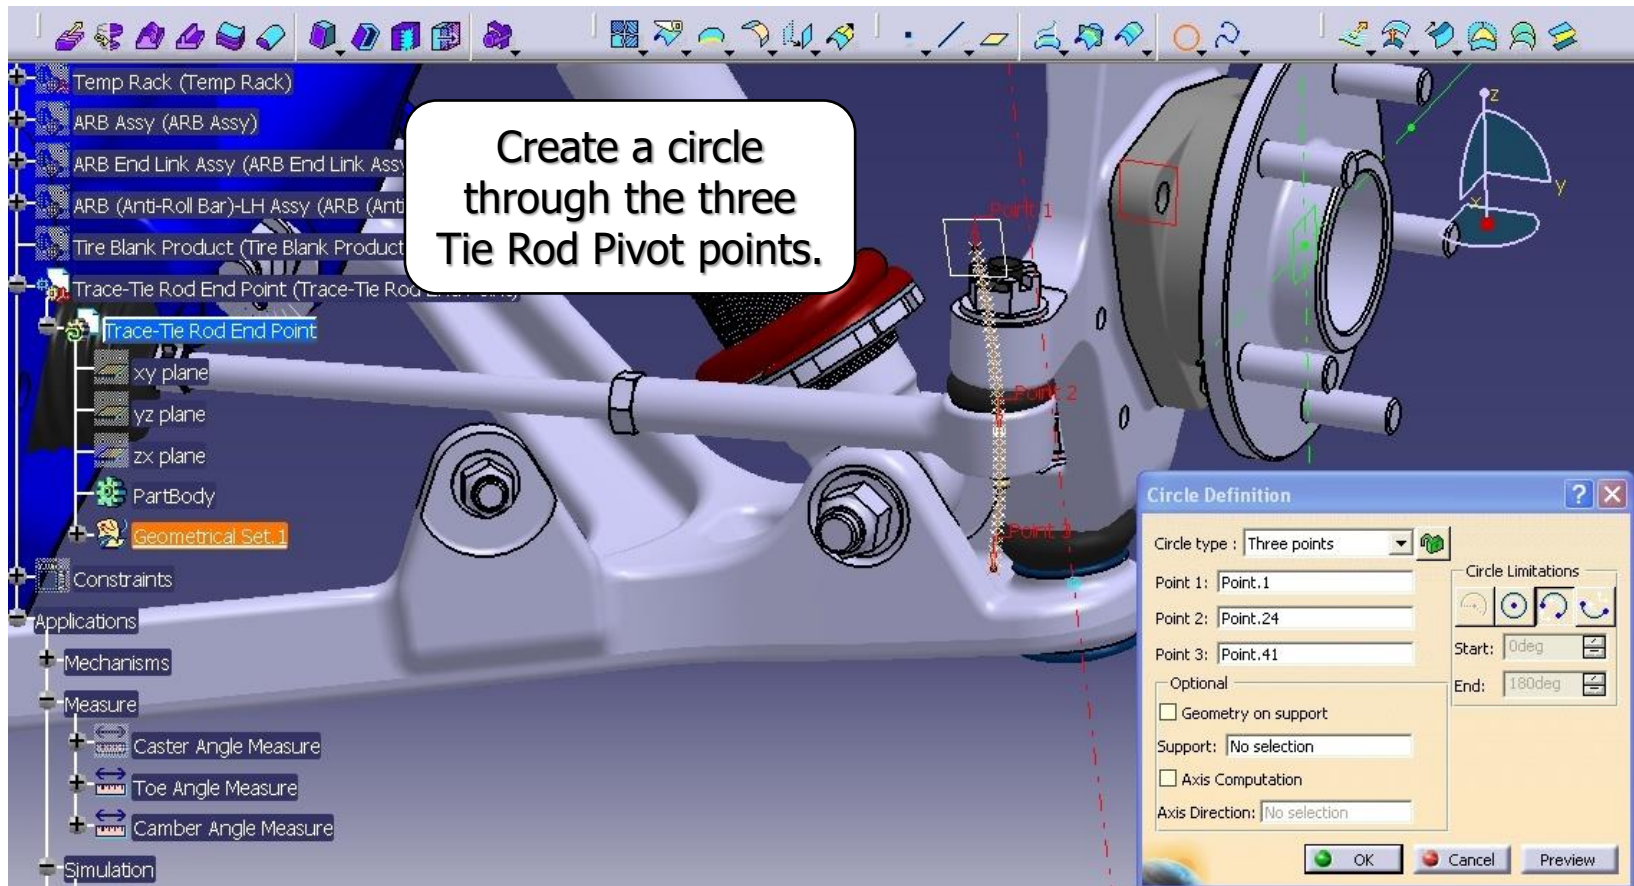 Temp Rack (Temp Rack)
ARB Assy (ARB Assy)
ARB End Link Assy (ARB End Link Assy
ARB (Anti-Roll Bar)-LH Assy (ARB (Anti
Tire Blank Product (Tire Blank Product
Trace-Tie Rod End Point (Trace-Tie Rod End Point)
Trace-Tie Rod End Point
xy plane
yz plane
zx plane
PartBody
Geometrical Set.1
Constraints
Applications
Mechanisms
Measure
Caster Angle Measure
Toe Angle Measure
Camber Angle Measure
Simulation
Create a circle
through the three
Tie Rod Pivot points.
Point 1
Point 2
Point 3
z
y
x
Circle Definition
Circle type : Three points
Point 1: Point.1
Point 2: Point.24
Point 3: Point.41
Optional
Geometry on support
Support: No selection
Axis Computation
Axis Direction: No selection
Circle Limitations
Start: 0deg
End: 180deg
OK Cancel Preview